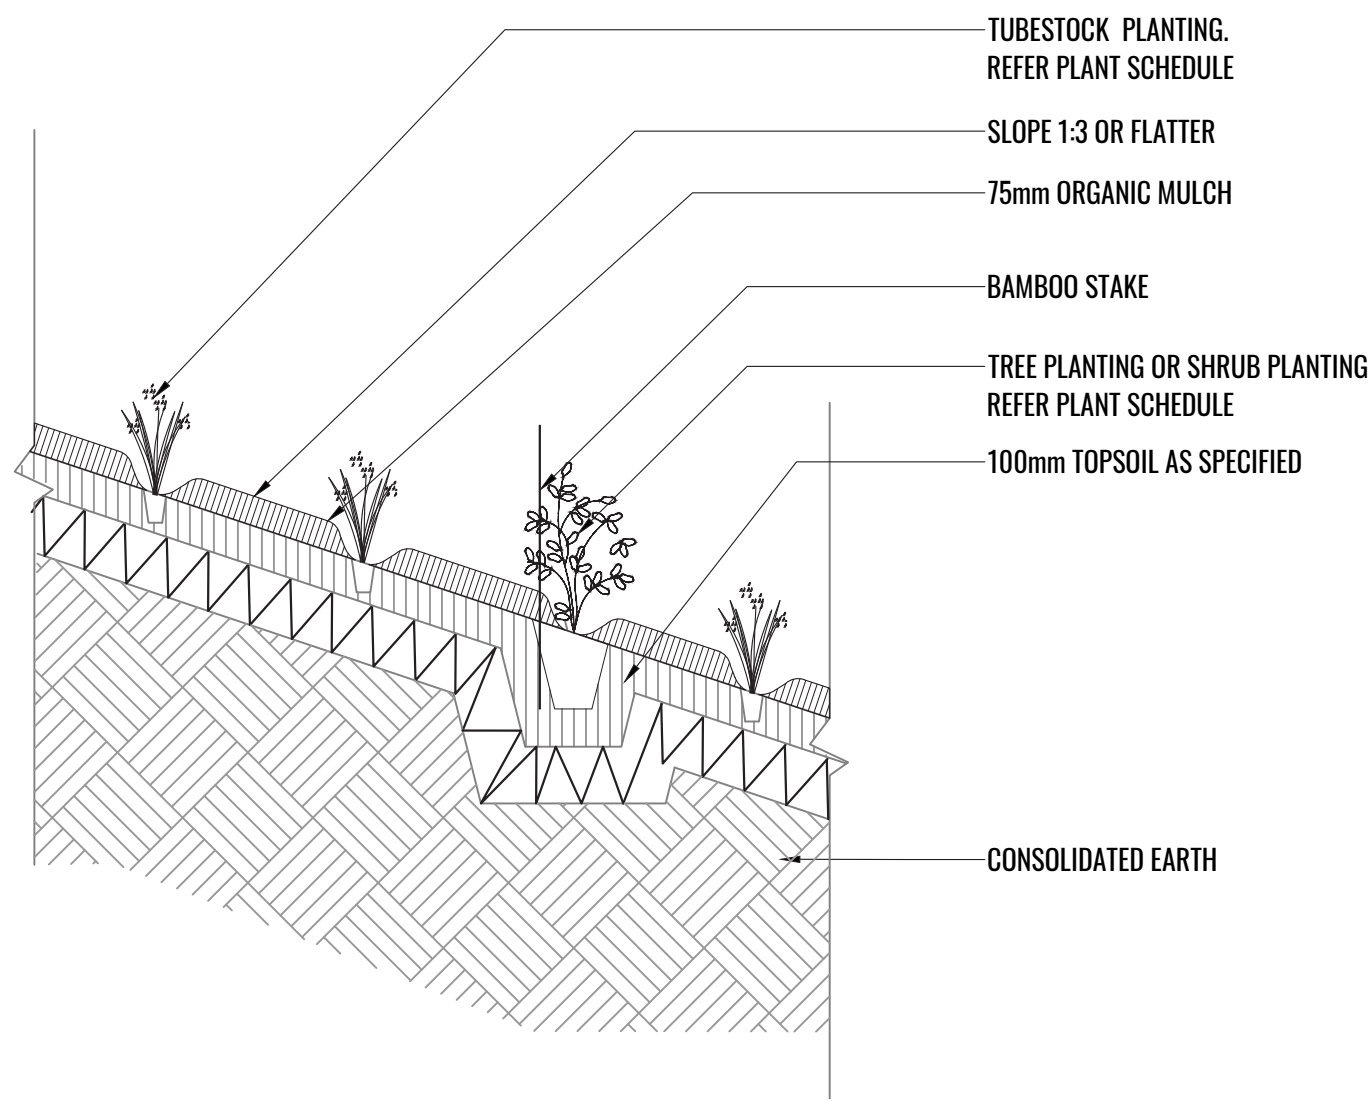 TUBESTOCK PLANTING.
REFER PLANT SCHEDULE
SLOPE 1:3 OR FLATTER
75mm ORGANIC MULCH
BAMBOO STAKE
TREE PLANTING OR SHRUB PLANTING
REFER PLANT SCHEDULE
100mm TOPSOIL AS SPECIFIED
CONSOLIDATED EARTH